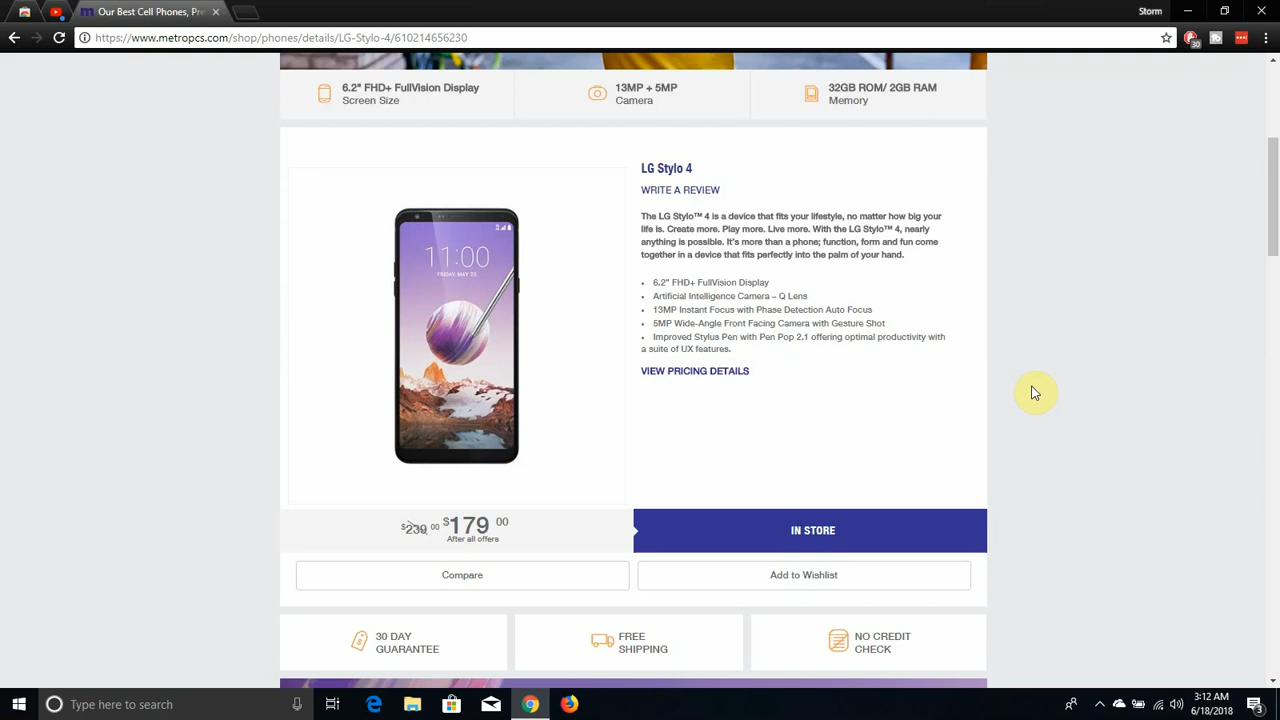 Our Best Cell Phones, Pre
Storm
https://www.metropcs.com/shop/phones/details/LG-Stylo-4/610214656230
30
6.2" FHD+ FullVision Display
Screen Size
13MP + 5MP
Camera
32GB ROM/ 2GB RAM
Memory
LG Stylo 4
WRITE A REVIEW
The LG Stylo™ 4 is a device that fits your lifestyle, no matter how big your
life is. Create more. Play more. Live more. With the LG Stylo™ 4, nearly
anything is possible. It's more than a phone; function, form and fun come
together in a device that fits perfectly into the palm of your hand.
• 6.2" FHD+ FullVision Display
• Artificial Intelligence Camera – Q Lens
• 13MP Instant Focus with Phase Detection Auto Focus
• 5MP Wide-Angle Front Facing Camera with Gesture Shot
• Improved Stylus Pen with Pen Pop 2.1 offering optimal productivity with
a suite of UX features.
VIEW PRICING DETAILS
11:00
FRIDAY, MAY 25
$239 00 $179 00
After all offers
IN STORE
Compare
Add to Wishlist
30 DAY
GUARANTEE
FREE
SHIPPING
NO CREDIT
CHECK
Type here to search
3:12 AM
6/18/2018
3